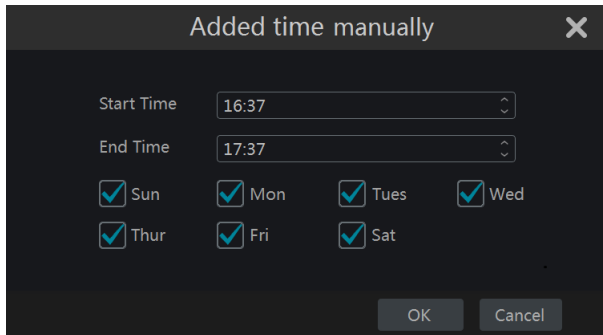 Added time manually
Start Time 16:37
End Time 17:37
Sun Mon Tues Wed
Thur Fri Sat
OK Cancel